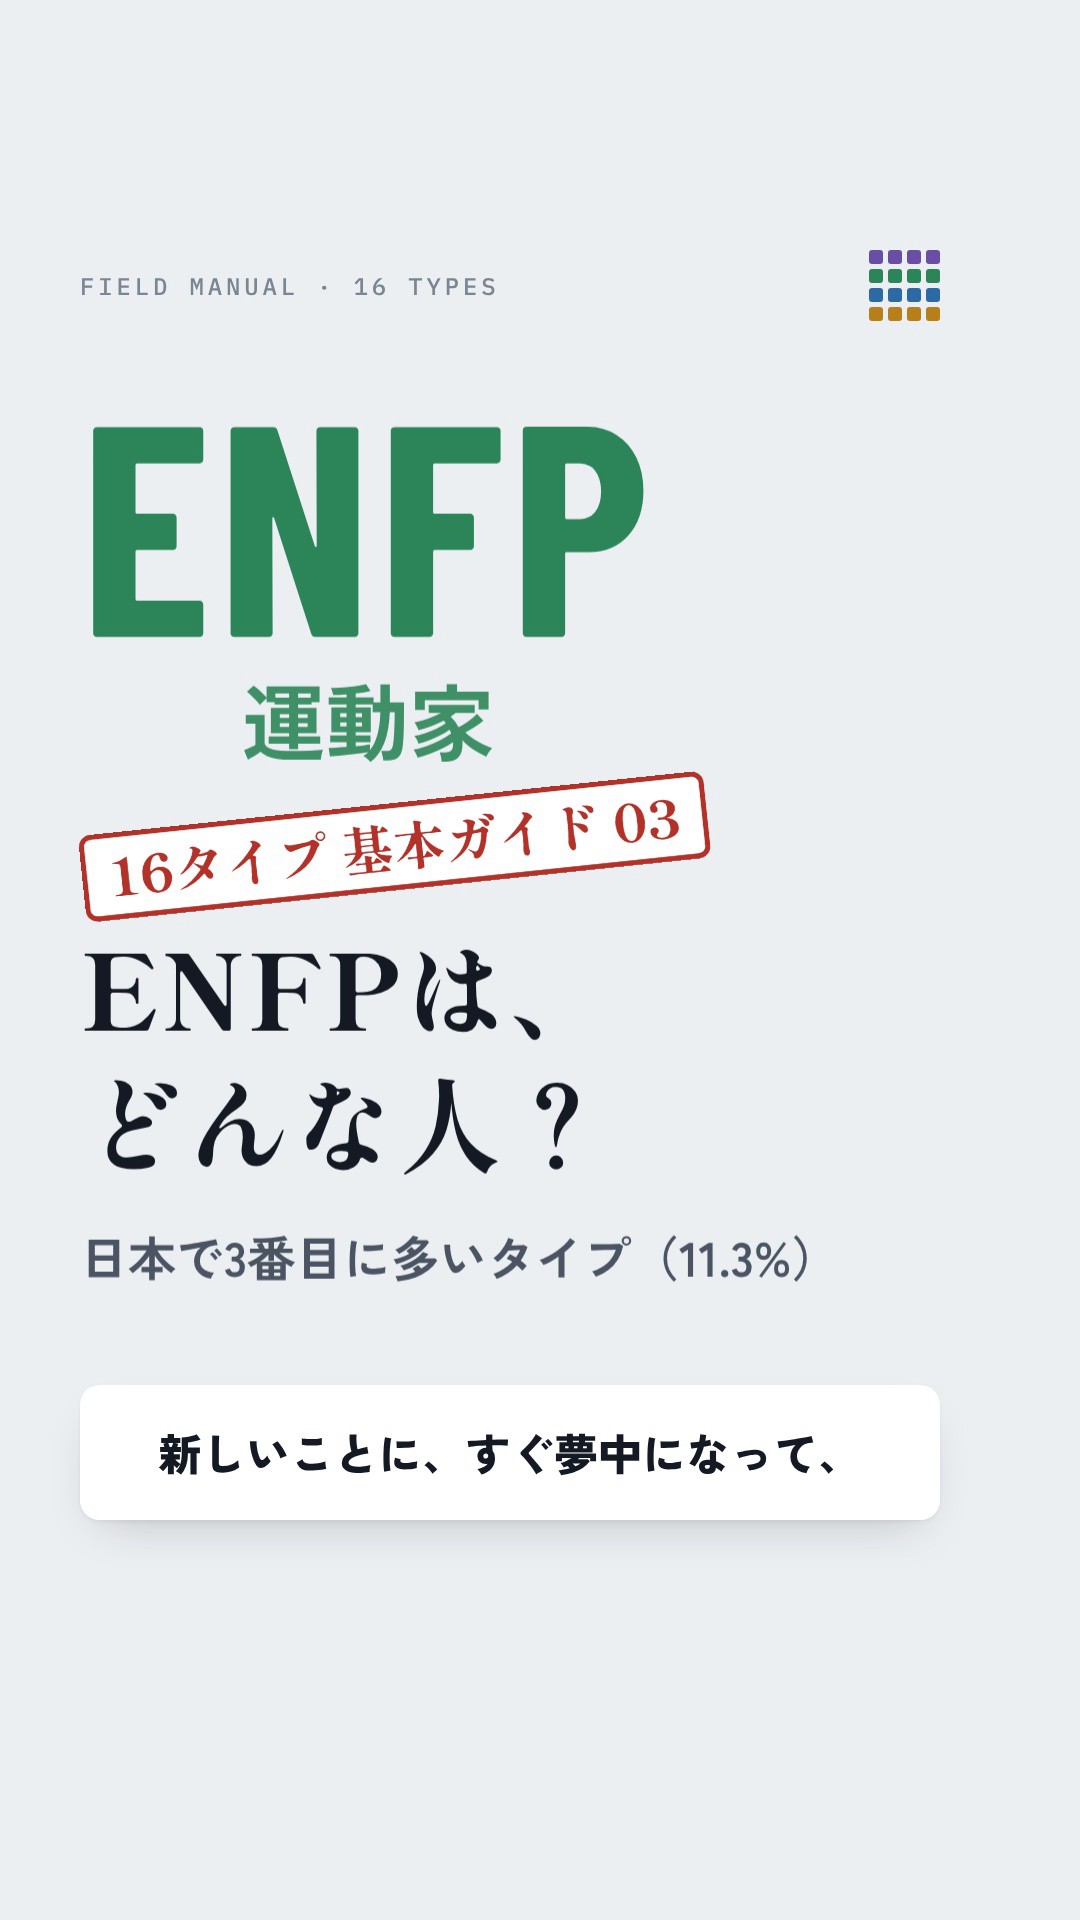 FIELD MANUAL · 16 TYPES
ENFP
運動家
16タイプ 基本ガイド 03
ENFPは、
どんな人？
日本で3番目に多いタイプ（11.3%）
新しいことに、すぐ夢中になって、